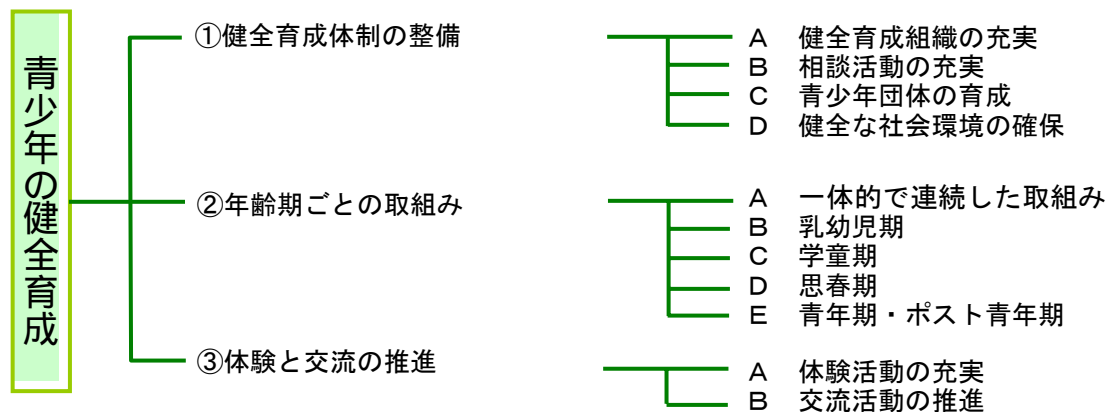 青少年の健全育成
①健全育成体制の整備
A 健全育成組織の充実
B 相談活動の充実
C 青少年団体の育成
D 健全な社会環境の確保
②年齢期ごとの取組み
A 一体的で連続した取組み
B 乳幼児期
C 学童期
D 思春期
E 青年期・ポスト青年期
③体験と交流の推進
A 体験活動の充実
B 交流活動の推進